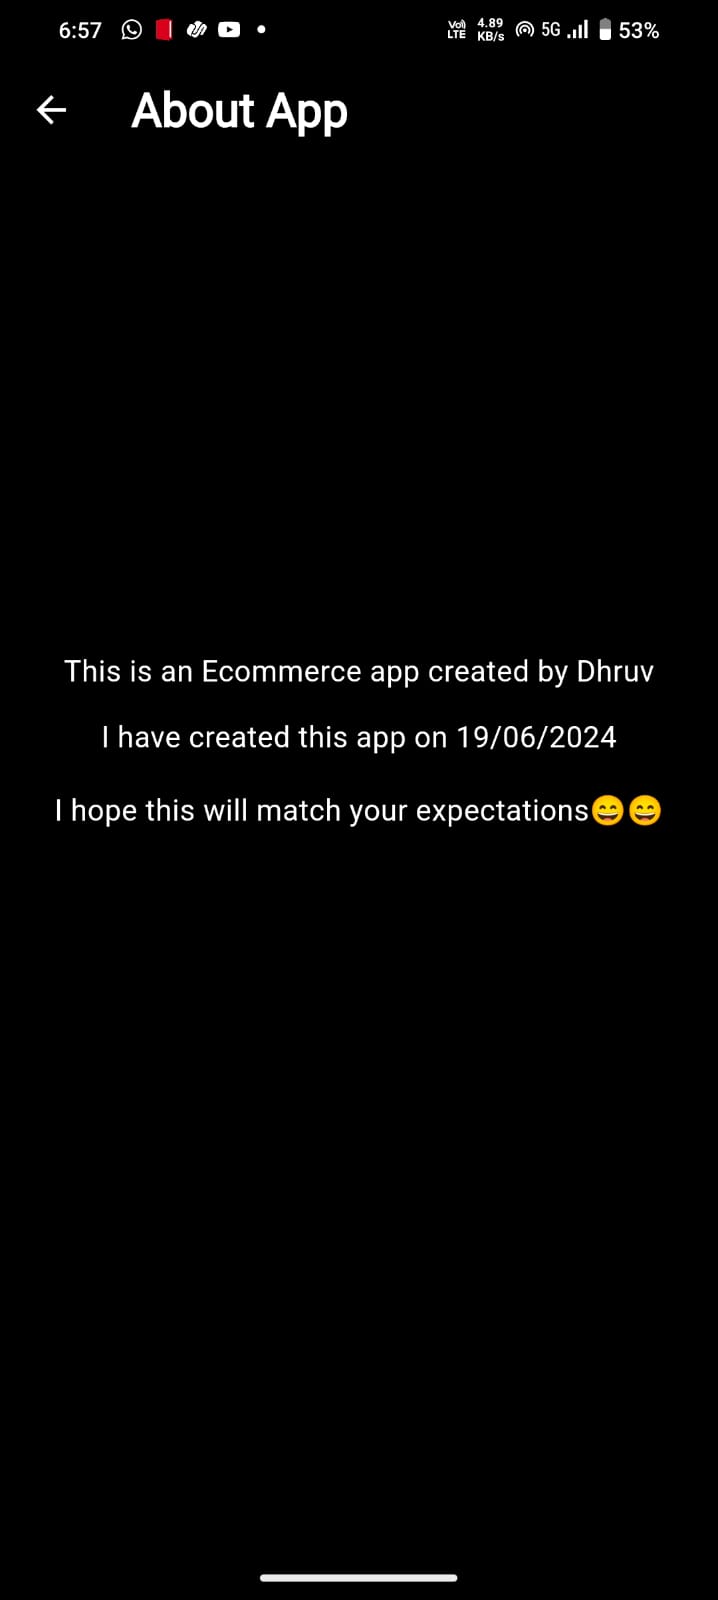 6:57 Vo) LTE 4.89 KB/s 5G 53%
About App
This is an Ecommerce app created by Dhruv
I have created this app on 19/06/2024
I hope this will match your expectations😄😄